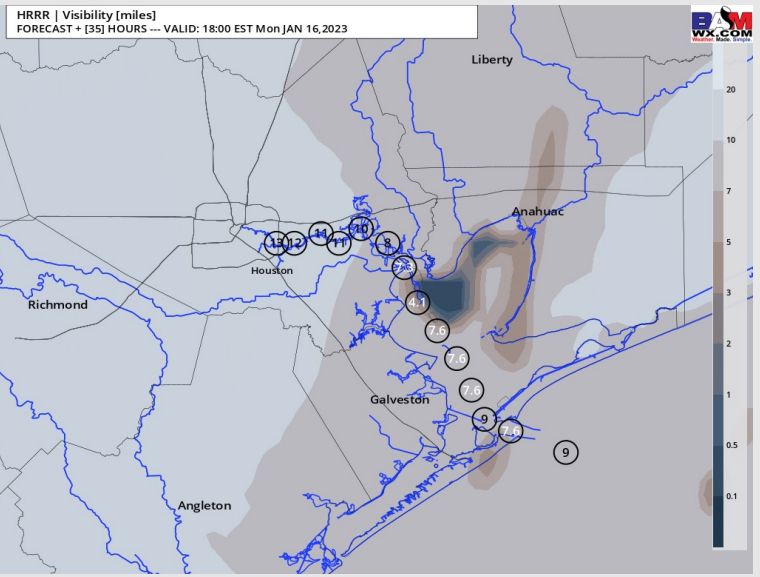 HRRR | Visibility [miles]
FORECAST + [35] HOURS --- VALID: 18:00 EST Mon JAN 16,2023
BAM
WX.COM
Weather. Made. Simple.
Liberty
20
10
7
5
3
2
1
0.5
0.1
Anahuac
13 12 11 11 10 8
Houston
Richmond
4.1
7.6
7.6
7.6
Galveston
9
7.6
9
Angleton